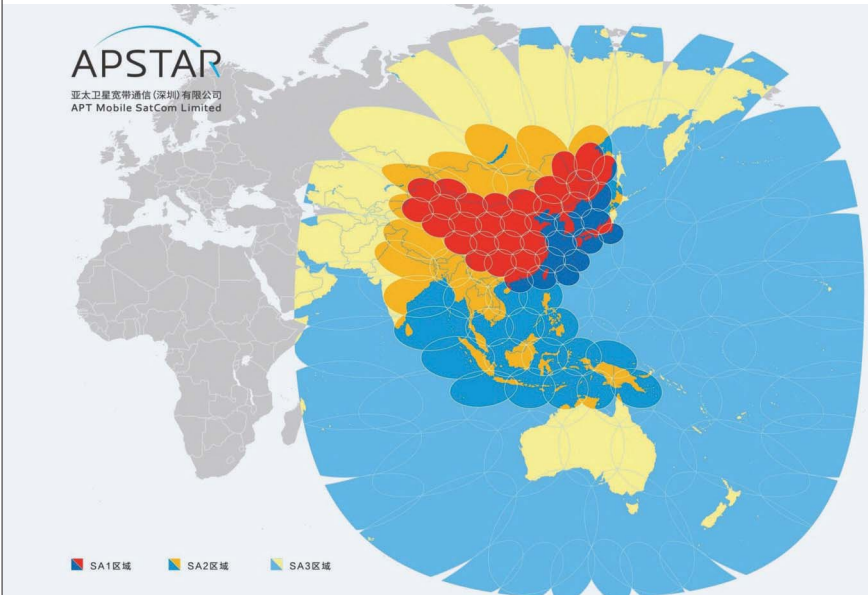 APSTAR
亚太卫星宽带通信(深圳)有限公司
APT Mobile SatCom Limited
SA1区域
SA2区域
SA3区域